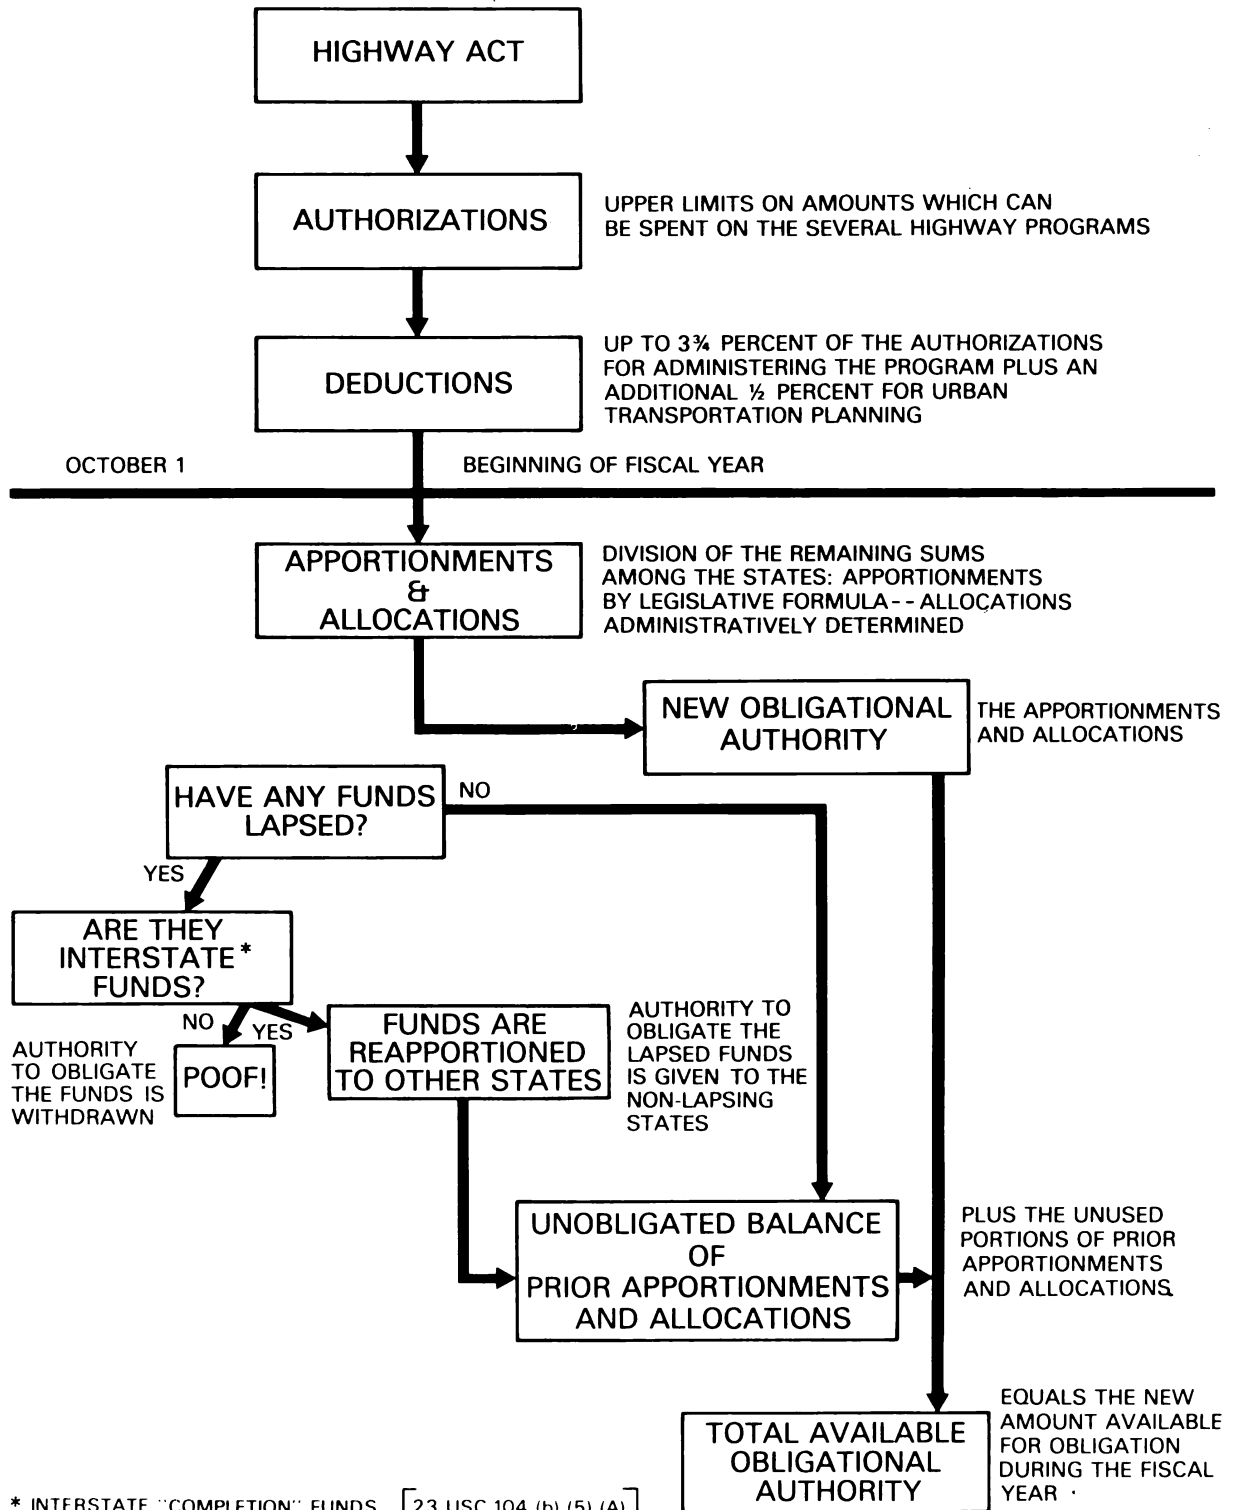 HIGHWAY ACT
AUTHORIZATIONS
UPPER LIMITS ON AMOUNTS WHICH CAN
BE SPENT ON THE SEVERAL HIGHWAY PROGRAMS
DEDUCTIONS
UP TO 3¾ PERCENT OF THE AUTHORIZATIONS
FOR ADMINISTERING THE PROGRAM PLUS AN
ADDITIONAL ½ PERCENT FOR URBAN
TRANSPORTATION PLANNING
OCTOBER 1
BEGINNING OF FISCAL YEAR
APPORTIONMENTS
&
ALLOCATIONS
DIVISION OF THE REMAINING SUMS
AMONG THE STATES: APPORTIONMENTS
BY LEGISLATIVE FORMULA--ALLOCATIONS
ADMINISTRATIVELY DETERMINED
NEW OBLIGATIONAL
AUTHORITY
THE APPORTIONMENTS
AND ALLOCATIONS
HAVE ANY FUNDS
LAPSED?
NO
YES
ARE THEY
INTERSTATE*
FUNDS?
NO
YES
AUTHORITY
TO OBLIGATE
THE FUNDS IS
WITHDRAWN
POOF!
FUNDS ARE
REAPPORTIONED
TO OTHER STATES
AUTHORITY TO
OBLIGATE THE
LAPSED FUNDS
IS GIVEN TO THE
NON-LAPSING
STATES
UNOBLIGATED BALANCE
OF
PRIOR APPORTIONMENTS
AND ALLOCATIONS
PLUS THE UNUSED
PORTIONS OF PRIOR
APPORTIONMENTS
AND ALLOCATIONS.
TOTAL AVAILABLE
OBLIGATIONAL
AUTHORITY
EQUALS THE NEW
AMOUNT AVAILABLE
FOR OBLIGATION
DURING THE FISCAL
YEAR
* INTERSTATE "COMPLETION" FUNDS [23 USC 104 (b) (5) (A)]